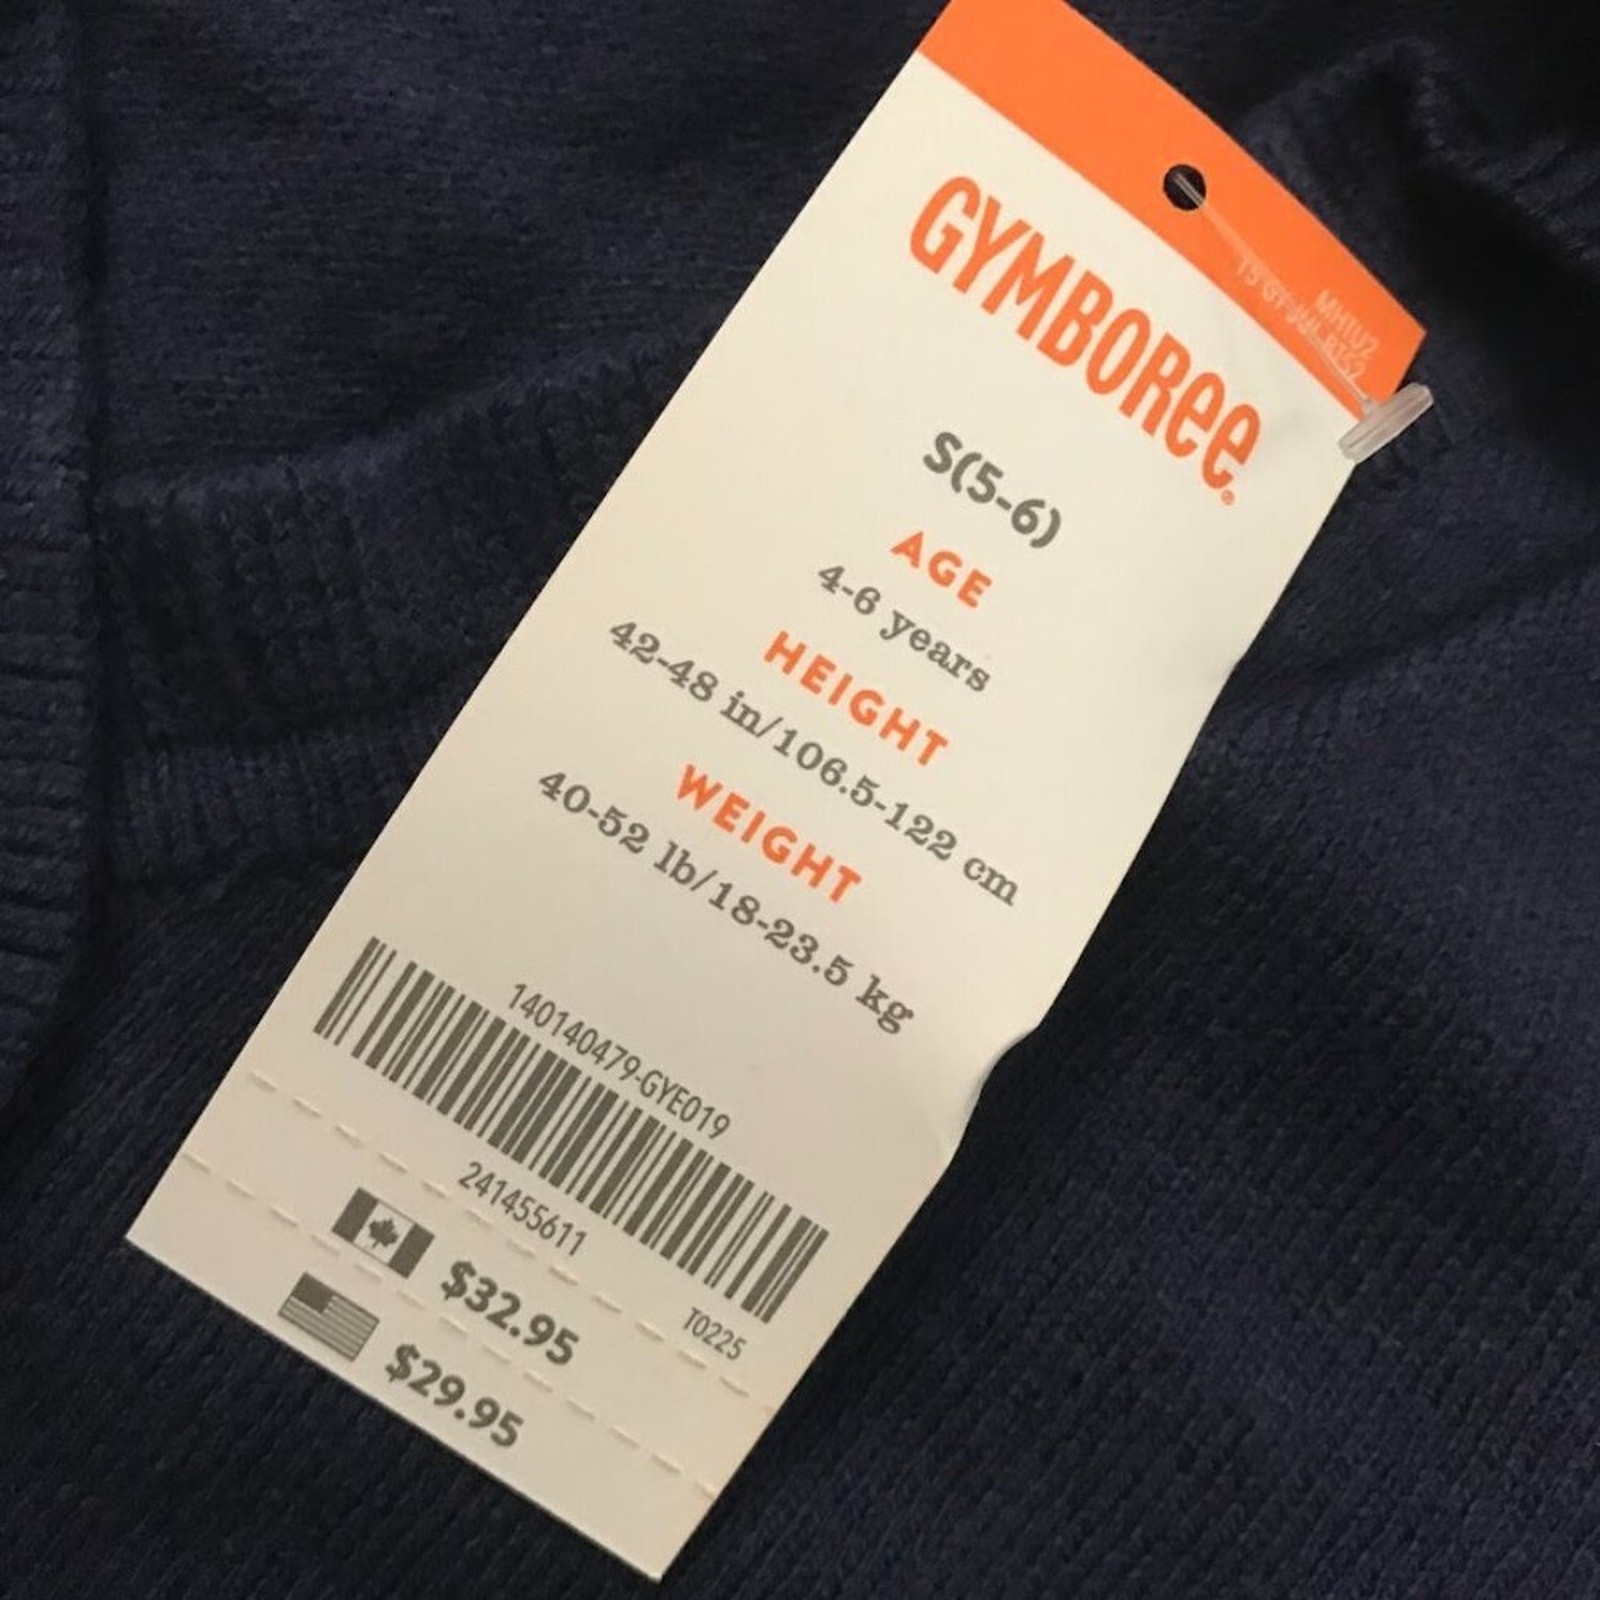 MHTU2
GYMBOREE
S(5-6)
AGE
4-6 years
HEIGHT
42-48 in/106.5-122 cm
WEIGHT
40-52 lb/18-23.5 kg
140140479-GYE019
241455611
T0225
$32.95
$29.95